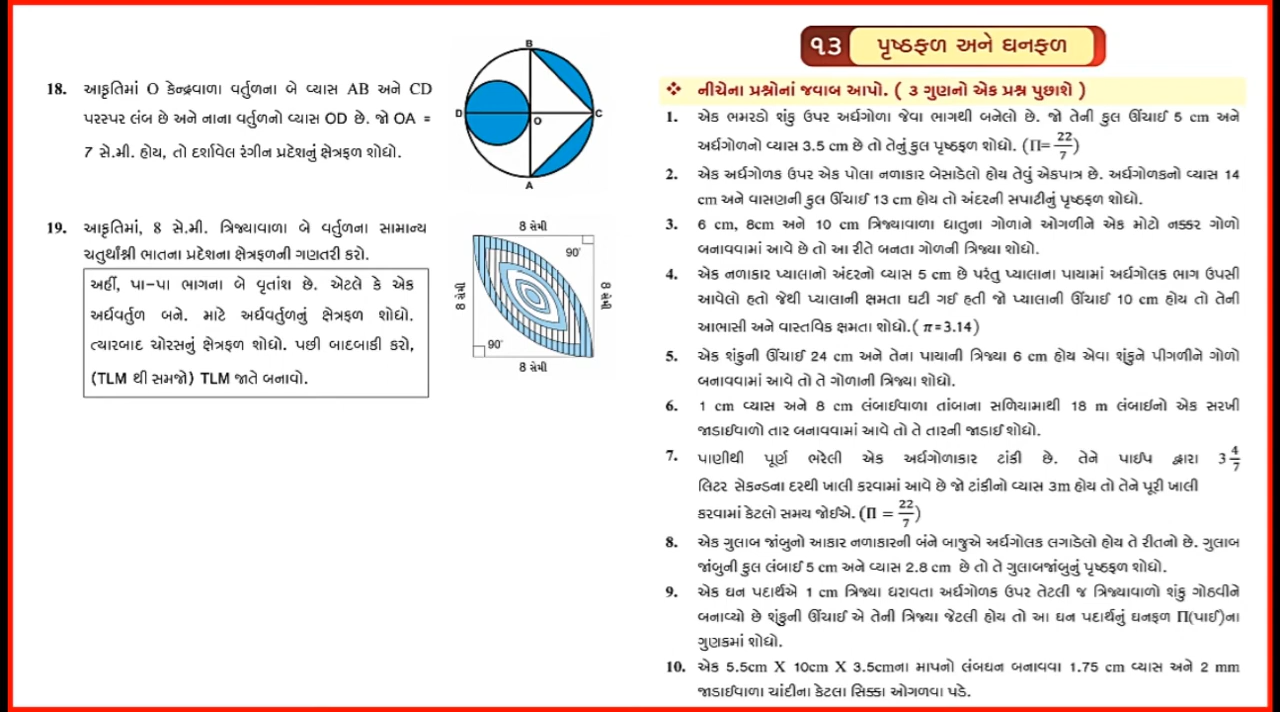 18. આકૃતિમાં O કેન્દ્રવાળા વર્તુળના બે વ્યાસ AB અને CD
પરસ્પર લંબ છે અને નાના વર્તુળનો વ્યાસ OD છે. જો OA =
7 સે.મી. હોય, તો દર્શાવેલ રંગીન પ્રદેશનું ક્ષેત્રફળ શોધો.
B
D
O
C
A
19. આકૃતિમાં, 8 સે.મી. ત્રિજ્યાવાળા બે વર્તુળના સામાન્ય
ચતુર્થાંશ્રી ભાતના પ્રદેશના ક્ષેત્રફળની ગણતરી કરો.
અહીં, પા-પા ભાગના બે વૃતાંશ છે. એટલે કે એક
અર્ધવર્તુળ બને. માટે અર્ધવર્તુળનું ક્ષેત્રફળ શોધો.
ત્યારબાદ ચોરસનું ક્ષેત્રફળ શોધો. પછી બાદબાકી કરો,
(TLM થી સમજો) TLM જાતે બનાવો.
8 સેમી
90°
8 સેમી
8 સેમી
90°
8 સેમી
૧૩ પૃષ્ઠફળ અને ઘનફળ
❖ નીચેના પ્રશ્નોનાં જવાબ આપો. ( ૩ ગુણનો એક પ્રશ્ન પુછાશે )
1. એક ભમરડો શંકુ ઉપર અર્ધગોળા જેવા ભાગથી બનેલો છે. જો તેની કુલ ઊંચાઈ 5 cm અને
અર્ધગોળનો વ્યાસ 3.5 cm છે તો તેનું કુલ પૃષ્ઠફળ શોધો. (Π= 22/7)
2. એક અર્ધગોળક ઉપર એક પોલા નળાકાર બેસાડેલો હોય તેવું એકપાત્ર છે. અર્ધગોળકનો વ્યાસ 14
cm અને વાસણની કુલ ઊંચાઈ 13 cm હોય તો અંદરની સપાટીનું પૃષ્ઠફળ શોધો.
3. 6 cm, 8cm અને 10 cm ત્રિજ્યાવાળા ધાતુના ગોળાને ઓગળીને એક મોટો નક્કર ગોળો
બનાવવામાં આવે છે તો આ રીતે બનતા ગોળની ત્રિજ્યા શોધો.
4. એક નળાકાર પ્યાલાનો અંદરનો વ્યાસ 5 cm છે પરંતુ પ્યાલાના પાયામાં અર્ધગોલક ભાગ ઉપસી
આવેલો હતો જેથી પ્યાલાની ક્ષમતા ઘટી ગઈ હતી જો પ્યાલાની ઊંચાઈ 10 cm હોય તો તેની
આભાસી અને વાસ્તવિક ક્ષમતા શોધો.( π=3.14)
5. એક શંકુની ઊંચાઈ 24 cm અને તેના પાયાની ત્રિજ્યા 6 cm હોય એવા શંકુને પીગળીને ગોળો
બનાવવામાં આવે તો તે ગોળાની ત્રિજ્યા શોધો.
6. 1 cm વ્યાસ અને 8 cm લંબાઈવાળા તાંબાના સળિયામાથી 18 m લંબાઈનો એક સરખી
જાડાઈવાળો તાર બનાવવામાં આવે તો તે તારની જાડાઈ શોધો.
7. પાણીથી પૂર્ણ ભરેલી એક અર્ધગોળાકાર ટાંકી છે. તેને પાઈપ દ્વારા 3 4/7
લિટર સેકન્ડના દરથી ખાલી કરવામાં આવે છે જો ટાંકીનો વ્યાસ 3m હોય તો તેને પૂરી ખાલી
કરવામાં કેટલો સમય જોઈએ. (Π = 22/7)
8. એક ગુલાબ જાંબુનો આકાર નળાકારની બંને બાજુએ અર્ધગોલક લગાડેલો હોય તે રીતનો છે. ગુલાબ
જાંબુની કુલ લંબાઈ 5 cm અને વ્યાસ 2.8 cm છે તો તે ગુલાબજાંબુનું પૃષ્ઠફળ શોધો.
9. એક ઘન પદાર્થએ 1 cm ત્રિજ્યા ધરાવતા અર્ધગોળક ઉપર તેટલી જ ત્રિજ્યાવાળો શંકુ ગોઠવીને
બનાવ્યો છે શંકુની ઊંચાઈ એ તેની ત્રિજ્યા જેટલી હોય તો આ ઘન પદાર્થનું ઘનફળ Π(પાઈ)ના
ગુણકમાં શોધો.
10. એક 5.5cm X 10cm X 3.5cmના માપનો લંબઘન બનાવવા 1.75 cm વ્યાસ અને 2 mm
જાડાઈવાળા ચાંદીના કેટલા સિક્કા ઓગળવા પડે.